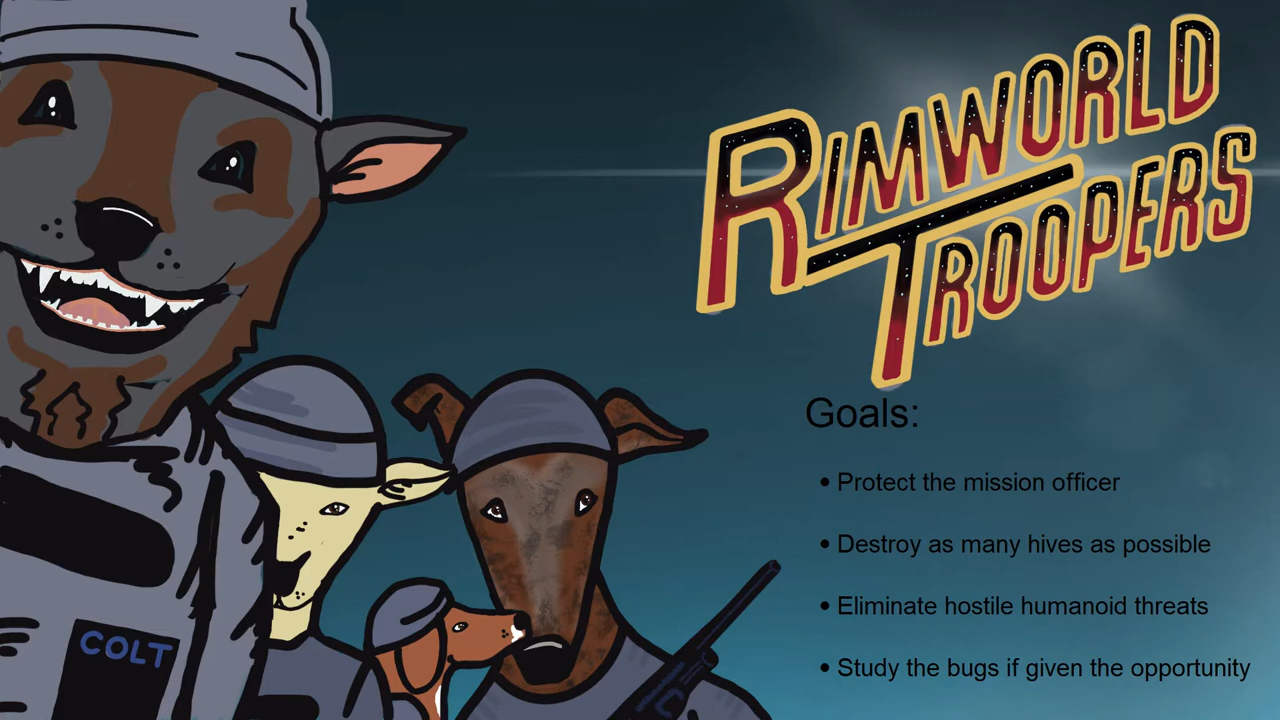 RIMWORLD
TROOPERS
Goals:
• Protect the mission officer
• Destroy as many hives as possible
• Eliminate hostile humanoid threats
• Study the bugs if given the opportunity
COLT